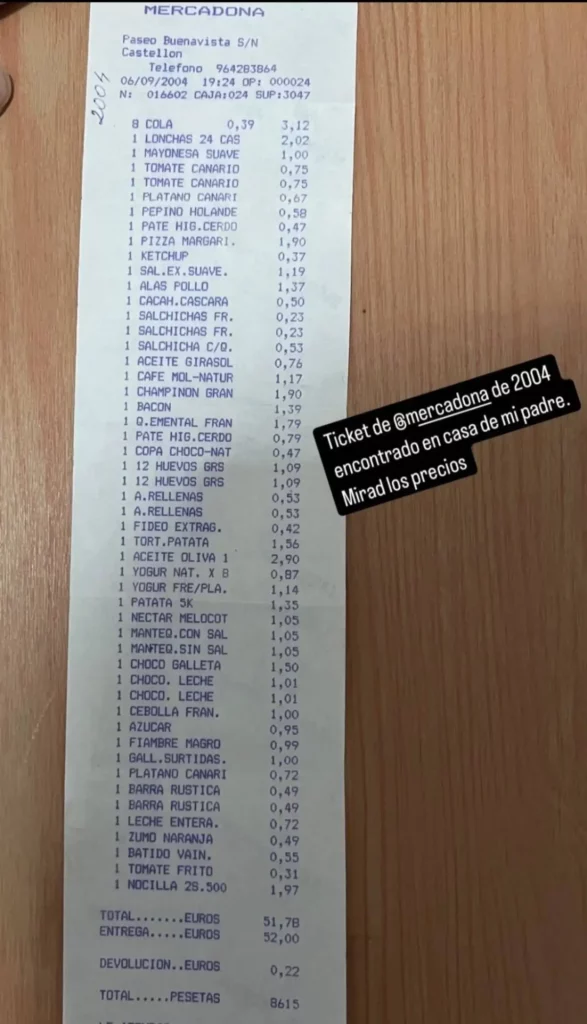 MERCADONA
Paseo Buenavista S/N
Castellon
Telefono 964283864
06/09/2004 19:24 OP: 000024
N: 016602 CAJA:024 SUP:3047
2004
8 COLA 0,39 3,12
1 LONCHAS 24 CAS 2,02
1 MAYONESA SUAVE 1,00
1 TOMATE CANARIO 0,75
1 TOMATE CANARIO 0,75
1 PLATANO CANARI 0,67
1 PEPINO HOLANDE 0,58
1 PATE HIG.CERDO 0,47
1 PIZZA MARGARI. 1,90
1 KETCHUP 0,37
1 SAL.EX.SUAVE. 1,19
1 ALAS POLLO 1,37
1 CACAH.CASCARA 0,50
1 SALCHICHAS FR. 0,23
1 SALCHICHAS FR. 0,23
1 SALCHICHA C/Q. 0,53
1 ACEITE GIRASOL 0,76
1 CAFE MOL-NATUR 1,17
1 CHAMPINON GRAN 1,90
1 BACON 1,39
1 Q.EMENTAL FRAN 1,79
1 PATE HIG.CERDO 0,79
1 COPA CHOCO-NAT 0,47
1 12 HUEVOS GRS 1,09
1 12 HUEVOS GRS 1,09
1 A.RELLENAS 0,53
1 A.RELLENAS 0,53
1 FIDEO EXTRAG. 0,42
1 TORT.PATATA 1,56
1 ACEITE OLIVA 1 2,90
1 YOGUR NAT. X 8 0,87
1 YOGUR FRE/PLA. 1,14
1 PATATA 5K 1,35
1 NECTAR MELOCOT 1,05
1 MANTEQ.CON SAL 1,05
1 MANTEQ.SIN SAL 1,05
1 CHOCO GALLETA 1,50
1 CHOCO. LECHE 1,01
1 CHOCO. LECHE 1,01
1 CEBOLLA FRAN. 1,00
1 AZUCAR 0,95
1 FIAMBRE MAGRO 0,99
1 GALL.SURTIDAS. 1,00
1 PLATANO CANARI 0,72
1 BARRA RUSTICA 0,49
1 BARRA RUSTICA 0,49
1 LECHE ENTERA. 0,72
1 ZUMO NARANJA 0,49
1 BATIDO VAIN. 0,55
1 TOMATE FRITO 0,31
1 NOCILLA 2S.500 1,97
TOTAL.......EUROS 51,78
ENTREGA.....EUROS 52,00
DEVOLUCION..EUROS 0,22
TOTAL.....PESETAS 8615
Ticket de @mercadona de 2004
encontrado en casa de mi padre.
Mirad los precios